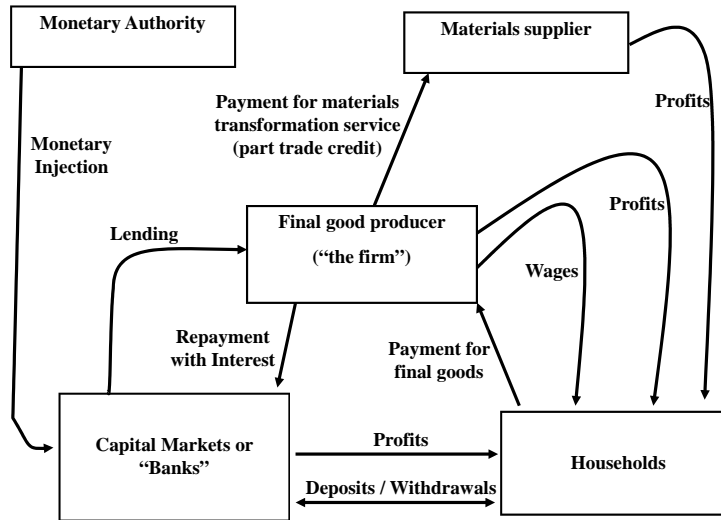 Monetary Authority
Materials supplier
Payment for materials
transformation service
(part trade credit)
Profits
Monetary
Injection
Final good producer
(“the firm”)
Profits
Lending
Wages
Repayment
with Interest
Payment for
final goods
Capital Markets or
“Banks”
Profits
Deposits / Withdrawals
Households